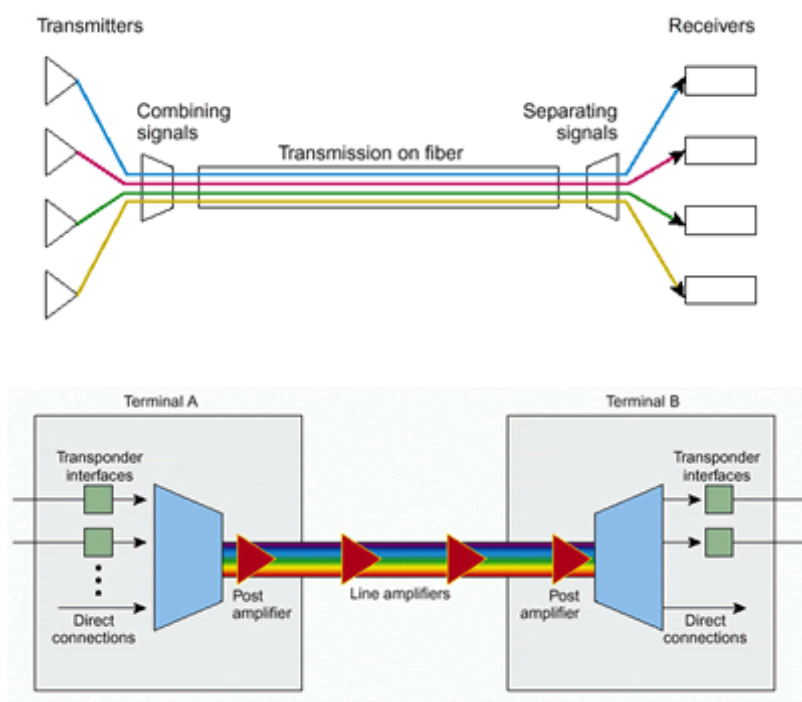 Transmitters
Receivers
Combining
signals
Separating
signals
Transmission on fiber
Terminal A
Terminal B
Transponder
interfaces
Transponder
interfaces
Post
amplifier
Line amplifiers
Post
amplifier
Direct
connections
Direct
connections